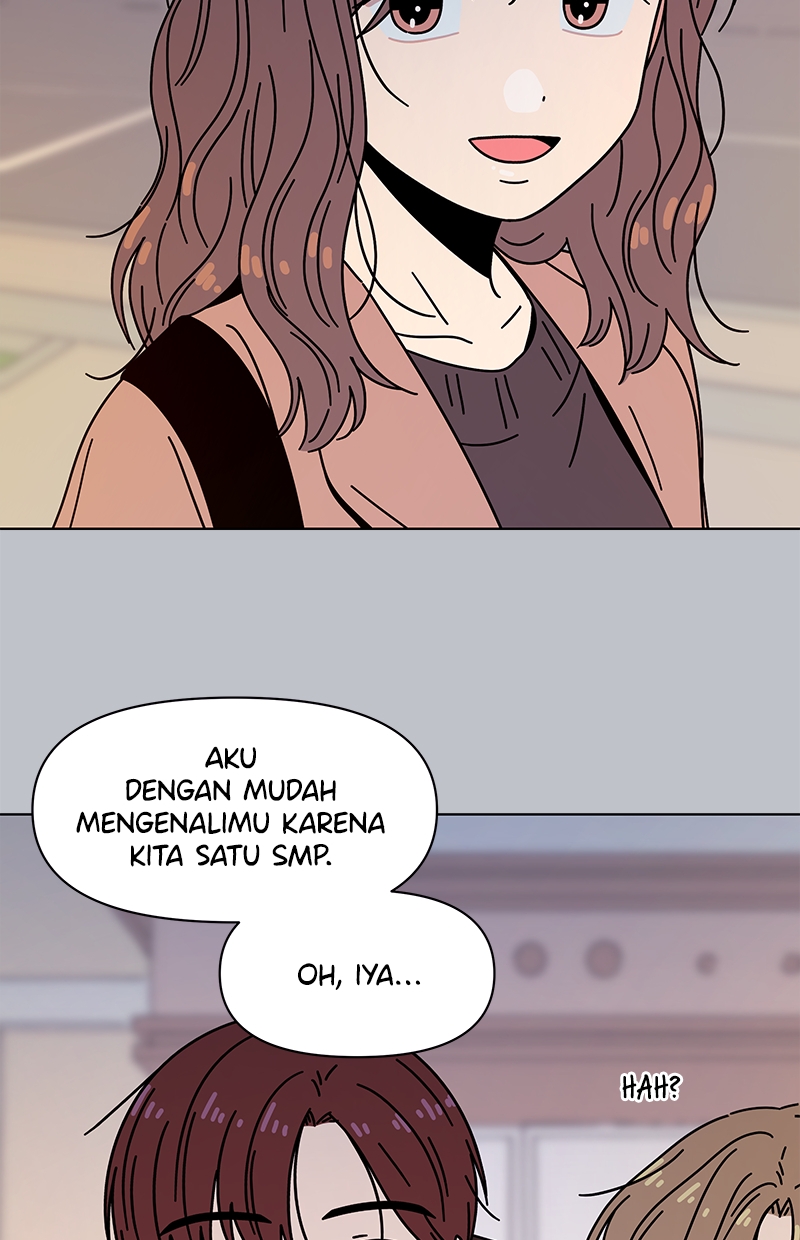 AKU
DENGAN MUDAH
MENGENALIMU KARENA
KITA SATU SMP.
OH, IYA...
HAH?